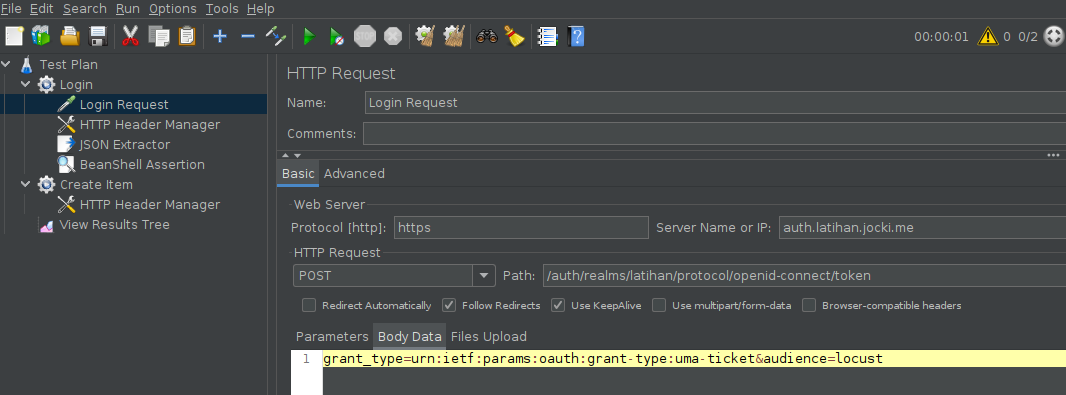 File Edit Search Run Options Tools Help
00:00:01 0 0/2
Test Plan
Login
Login Request
HTTP Header Manager
JSON Extractor
BeanShell Assertion
Create Item
HTTP Header Manager
View Results Tree
HTTP Request
Name: Login Request
Comments:
Basic Advanced
Web Server
Protocol [http]: https Server Name or IP: auth.latihan.jocki.me
HTTP Request
POST Path: /auth/realms/latihan/protocol/openid-connect/token
Redirect Automatically Follow Redirects Use KeepAlive Use multipart/form-data Browser-compatible headers
Parameters Body Data Files Upload
1 grant_type=urn:ietf:params:oauth:grant-type:uma-ticket&audience=locust